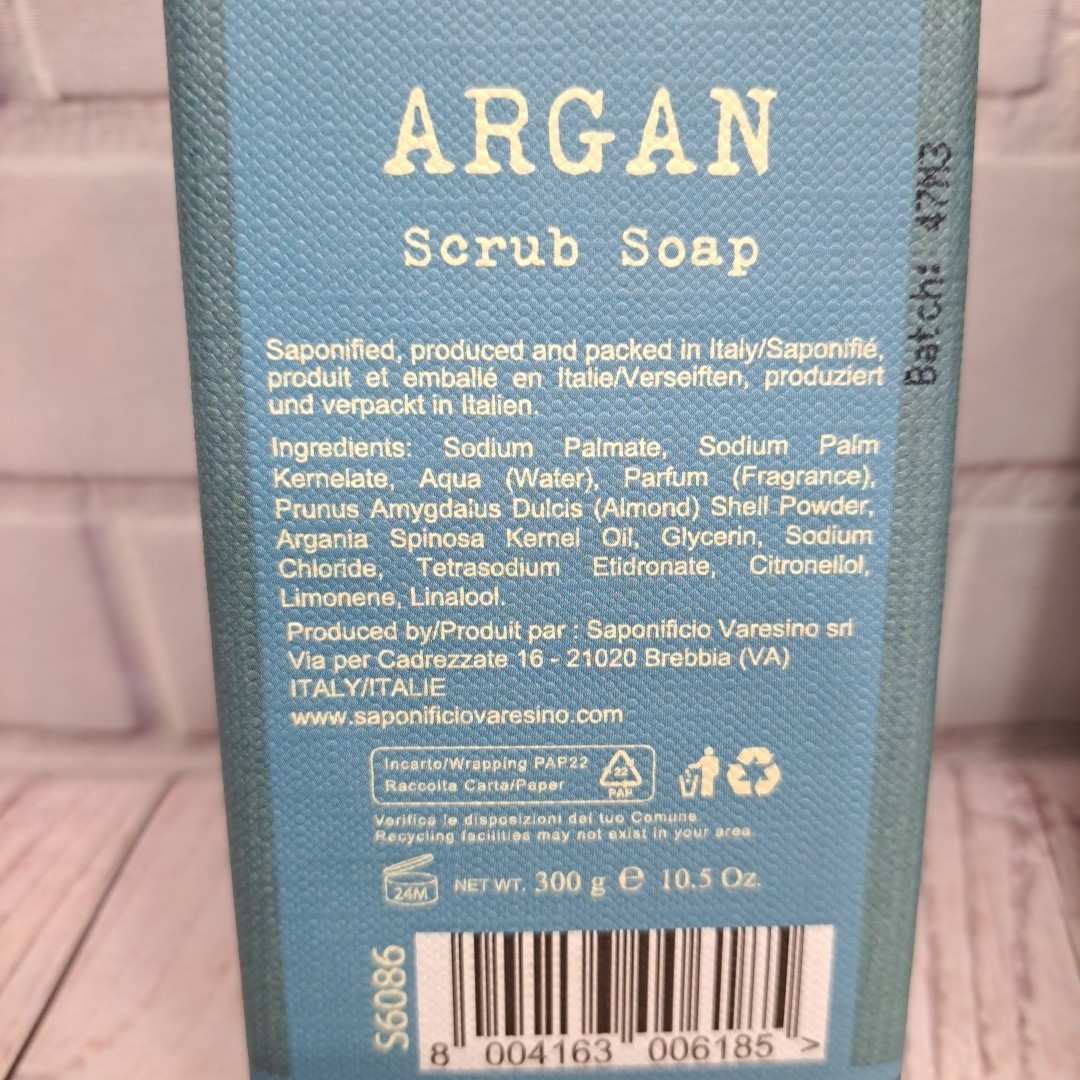 ARGAN
Scrub Soap
Batch: 47M3
Saponified, produced and packed in Italy/Saponifié,
produit et emballé en Italie/Verseiften, produziert
und verpackt in Italien.
Ingredients: Sodium Palmate, Sodium Palm
Kernelate, Aqua (Water), Parfum (Fragrance),
Prunus Amygdalus Dulcis (Almond) Shell Powder,
Argania Spinosa Kernel Oil, Glycerin, Sodium
Chloride, Tetrasodium Etidronate, Citronellol,
Limonene, Linalool.
Produced by/Produit par : Saponificio Varesino srl
Via per Cadrezzate 16 - 21020 Brebbia (VA)
ITALY/ITALIE
www.saponificiovaresino.com
Incarto/Wrapping PAP22
Raccolta Carta/Paper
22
PAP
Verifica le disposizioni del tuo Comune
Recycling facilities may not exist in your area.
24M
NET WT. 300 g ℮ 10.5 Oz.
S6086
8 004163 006185 >